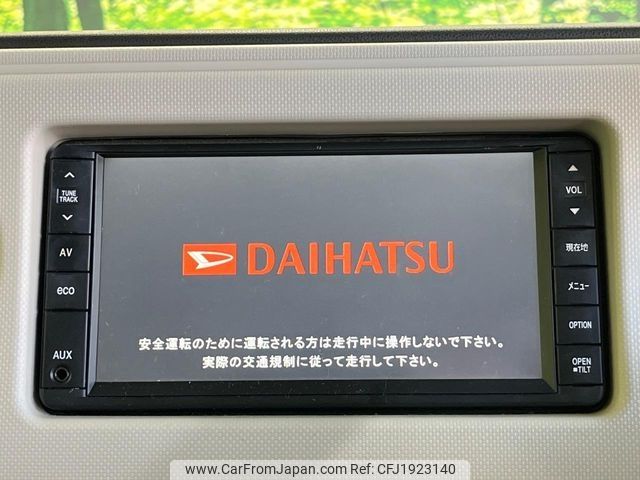 TUNE
TRACK
AV
eco
AUX
DAIHATSU
安全運転のために運転される方は走行中に操作しないで下さい。
実際の交通規制に従って走行して下さい。
VOL
現在地
メニュー
OPTION
OPEN
TILT
www.CarFromJapan.com - CFJ1923140